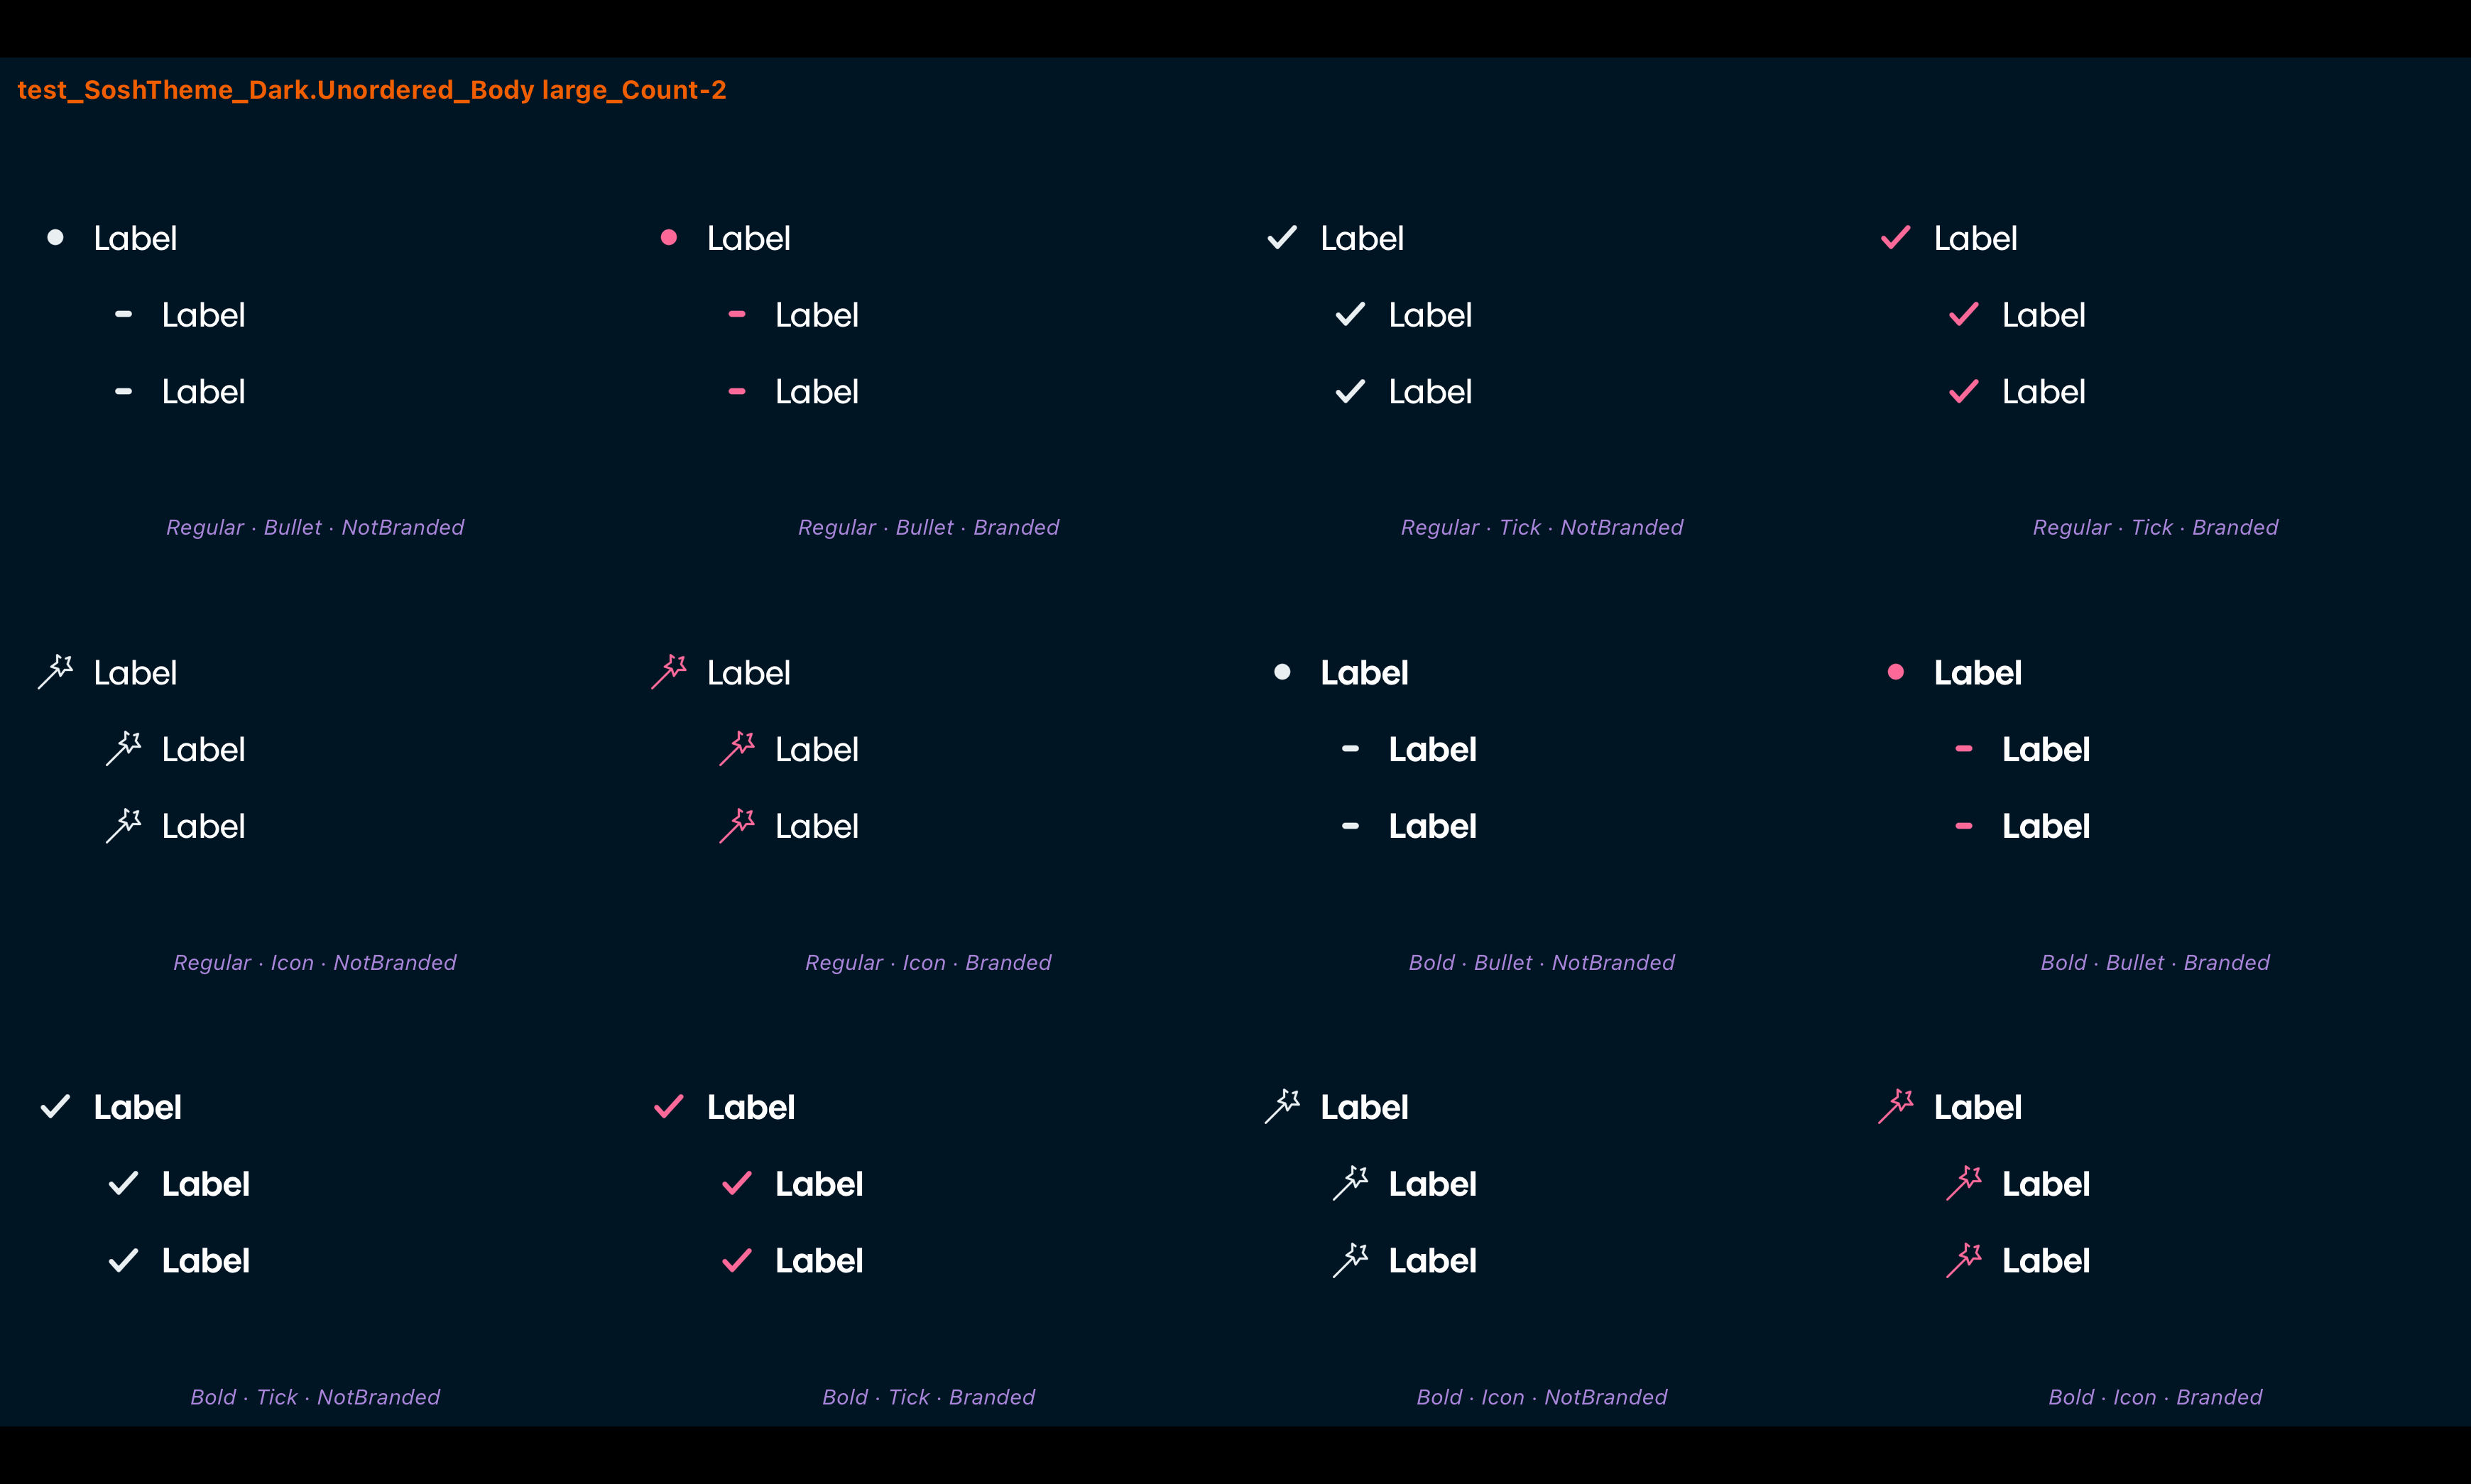 test_SoshTheme_Dark.Unordered_Body large_Count-2
Label
Label
Label
Regular · Bullet · NotBranded
Label
Label
Label
Regular · Bullet · Branded
Label
Label
Label
Regular · Tick · NotBranded
Label
Label
Label
Regular · Tick · Branded
Label
Label
Label
Regular · Icon · NotBranded
Label
Label
Label
Regular · Icon · Branded
Label
Label
Label
Bold · Bullet · NotBranded
Label
Label
Label
Bold · Bullet · Branded
Label
Label
Label
Bold · Tick · NotBranded
Label
Label
Label
Bold · Tick · Branded
Label
Label
Label
Bold · Icon · NotBranded
Label
Label
Label
Bold · Icon · Branded